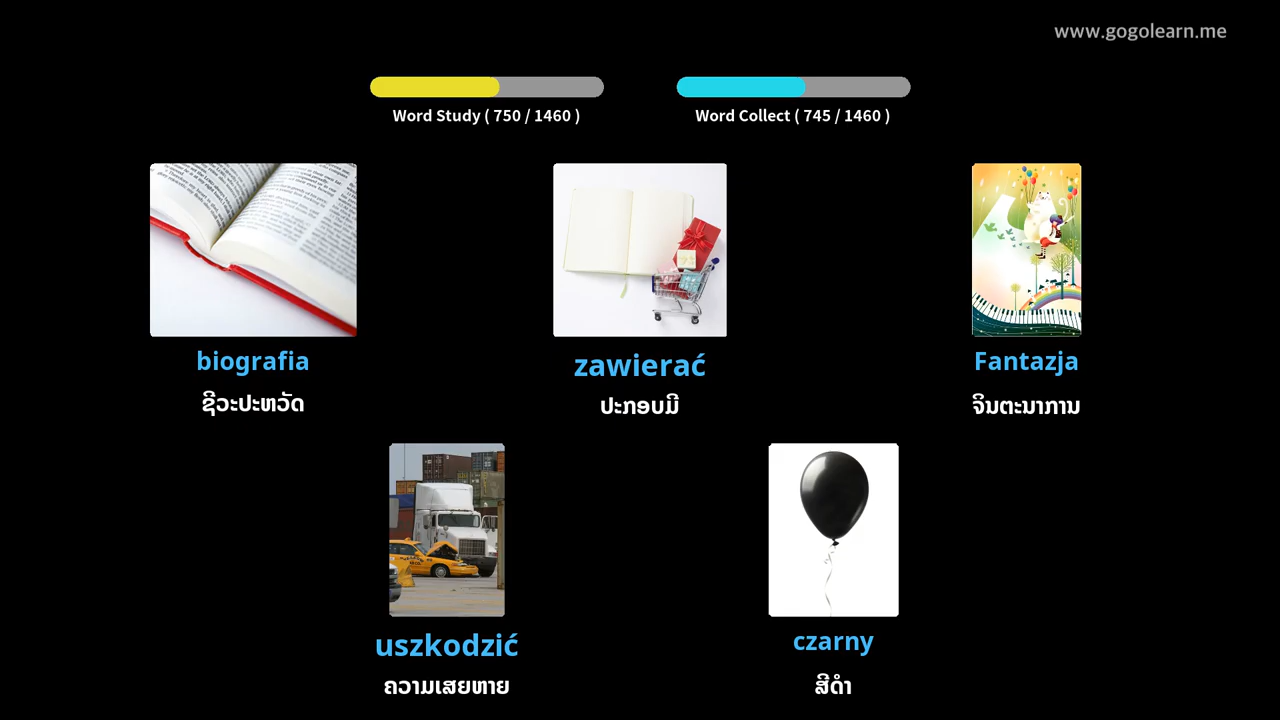 www.gogolearn.me
Word Study ( 750 / 1460 )
Word Collect ( 745 / 1460 )
biografia
ຊີວະປະຫວັດ
zawierać
ປະກອບມີ
Fantazja
ຈິນຕະນາການ
uszkodzić
ຄວາມເສຍຫາຍ
czarny
ສີດຳ